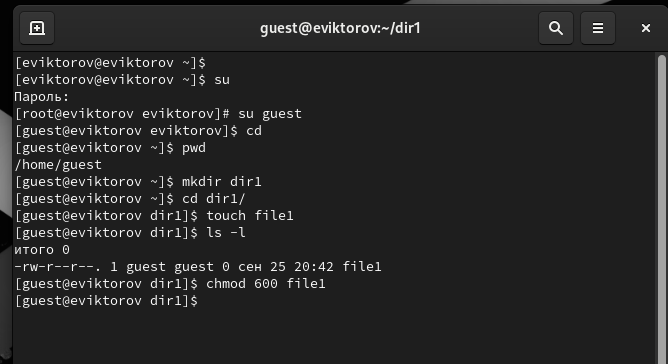 guest@eviktorov:~/dir1
[eviktorov@eviktorov ~]$
[eviktorov@eviktorov ~]$ su
Пароль:
[root@eviktorov eviktorov]# su guest
[guest@eviktorov eviktorov]$ cd
[guest@eviktorov ~]$ pwd
/home/guest
[guest@eviktorov ~]$ mkdir dir1
[guest@eviktorov ~]$ cd dir1/
[guest@eviktorov dir1]$ touch file1
[guest@eviktorov dir1]$ ls -l
итого 0
-rw-r--r--. 1 guest guest 0 сен 25 20:42 file1
[guest@eviktorov dir1]$ chmod 600 file1
[guest@eviktorov dir1]$